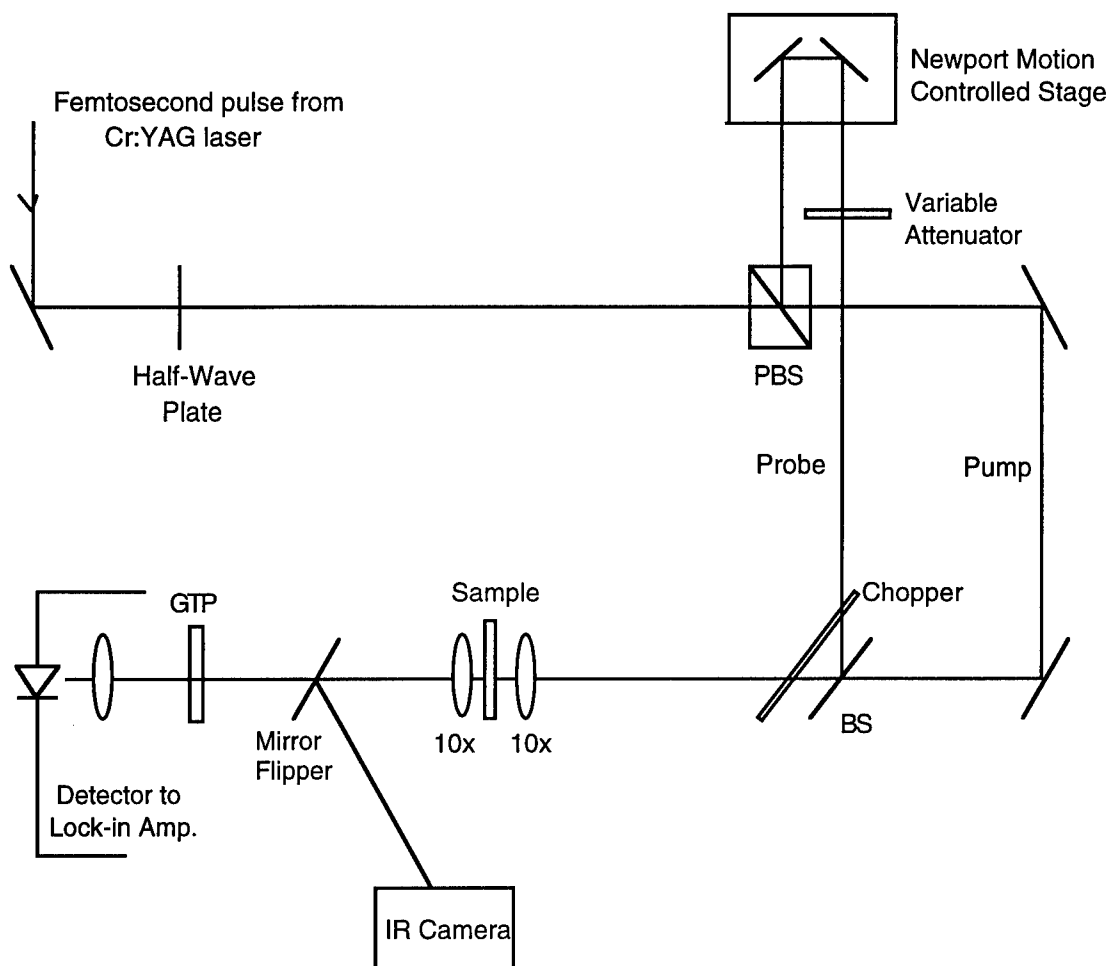 Newport Motion
Controlled Stage
Femtosecond pulse from
Cr:YAG laser
Variable
Attenuator
Half-Wave
Plate
PBS
Probe
Pump
Chopper
Sample
GTP
BS
10x
10x
Mirror
Flipper
Detector to
Lock-in Amp.
IR Camera